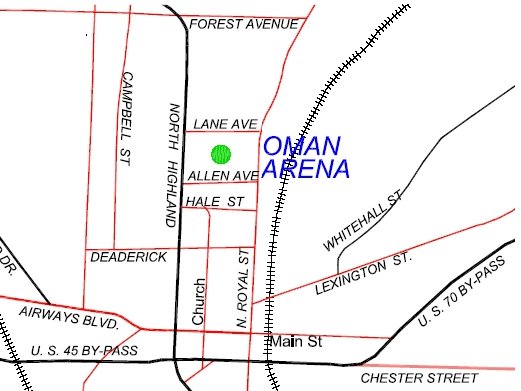 FOREST AVENUE
CAMPBELL ST
NORTH HIGHLAND
LANE AVE
OMAN
ARENA
ALLEN AVE
HALE ST
WHITEHALL ST
DEADERICK
N. ROYAL ST
LEXINGTON ST.
DR.
Church
U. S. 70 BY-PASS
AIRWAYS BLVD.
Main St
U. S. 45 BY-PASS
CHESTER STREET